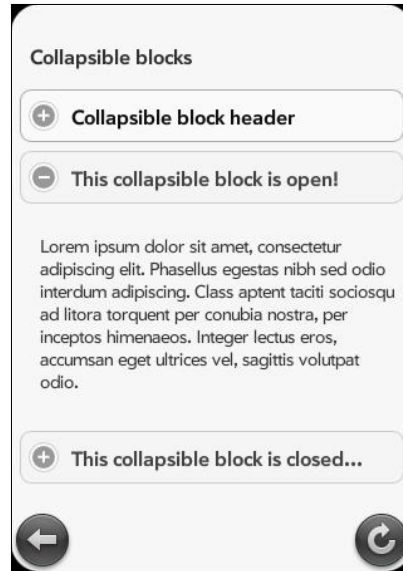 Collapsible blocks
Collapsible block header
This collapsible block is open!
Lorem ipsum dolor sit amet, consectetur
adipiscing elit. Phasellus egestas nibh sed odio
interdum adipiscing. Class aptent taciti sociosqu
ad litora torquent per conubia nostra, per
inceptos himenaeos. Integer lectus eros,
accumsan eget ultrices vel, sagittis volutpat
odio.
This collapsible block is closed...